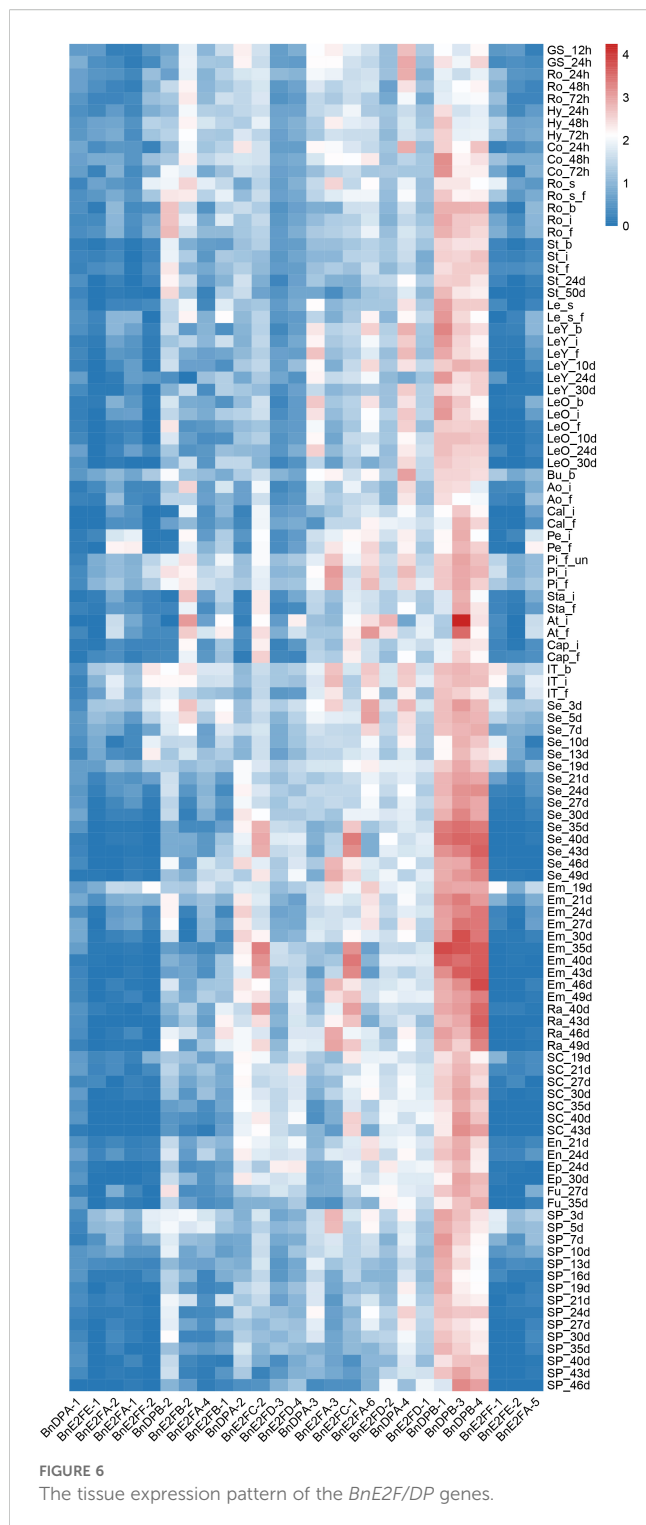 GS_12h
GS_24h
Ro_24h
Ro_48h
Ro_72h
Hy_24h
Hy_48h
Hy_72h
Co_24h
Co_48h
Co_72h
Ro_s
Ro_s_f
Ro_b
Ro_i
Ro_f
St_b
St_i
St_f
St_24d
St_50d
Le_s
Le_s_f
LeY_b
LeY_i
LeY_f
LeY_10d
LeY_24d
LeY_30d
LeO_b
LeO_i
LeO_f
LeO_10d
LeO_24d
LeO_30d
Bu_b
Ao_i
Ao_f
Cal_i
Cal_f
Pe_i
Pe_f
Pi_f_un
Pi_i
Pi_f
Sta_i
Sta_f
At_i
At_f
Cap_i
Cap_f
IT_b
IT_i
IT_f
Se_3d
Se_5d
Se_7d
Se_10d
Se_13d
Se_19d
Se_21d
Se_24d
Se_27d
Se_30d
Se_35d
Se_40d
Se_43d
Se_46d
Se_49d
Em_19d
Em_21d
Em_24d
Em_27d
Em_30d
Em_35d
Em_40d
Em_43d
Em_46d
Em_49d
Ra_40d
Ra_43d
Ra_46d
Ra_49d
SC_19d
SC_21d
SC_27d
SC_30d
SC_35d
SC_40d
SC_43d
En_21d
En_24d
Ep_24d
Ep_30d
Fu_27d
Fu_35d
SP_3d
SP_5d
SP_7d
SP_10d
SP_13d
SP_16d
SP_19d
SP_21d
SP_24d
SP_27d
SP_30d
SP_35d
SP_40d
SP_43d
SP_46d
4
3
2
1
0
BnDPA-1
BnE2FE-1
BnE2FA-2
BnE2FA-1
BnE2FF-2
BnDPB-2
BnE2FB-2
BnE2FA-4
BnE2FB-1
BnDPA-2
BnE2FC-2
BnE2FD-3
BnE2FD-4
BnDPA-3
BnE2FA-3
BnE2FC-1
BnE2FA-6
BnE2FD-2
BnDPA-4
BnE2FD-1
BnDPB-1
BnDPB-3
BnDPB-4
BnE2FF-1
BnE2FE-2
BnE2FA-5
FIGURE 6
The tissue expression pattern of the BnE2F/DP genes.